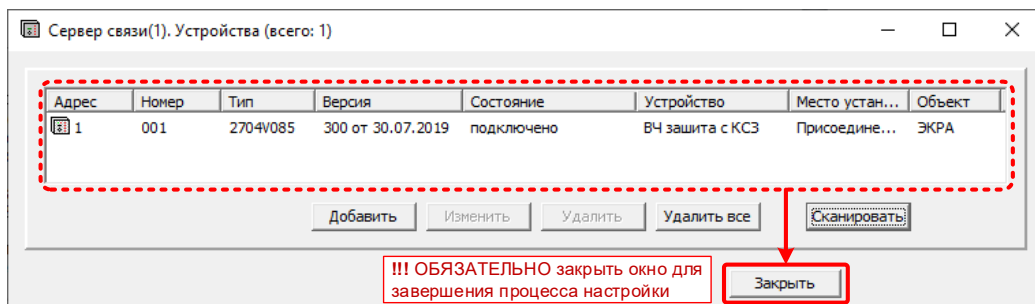 Сервер связи(1). Устройства (всего: 1)
Адрес Номер Тип Версия Состояние Устройство Место устан... Объект
1 001 2704V085 300 от 30.07.2019 подключено ВЧ зашита с КСЗ Присоедине... ЭКРА
Добавить Изменить Удалить Удалить все Сканировать
!!! ОБЯЗАТЕЛЬНО закрыть окно для
завершения процесса настройки
Закрыть